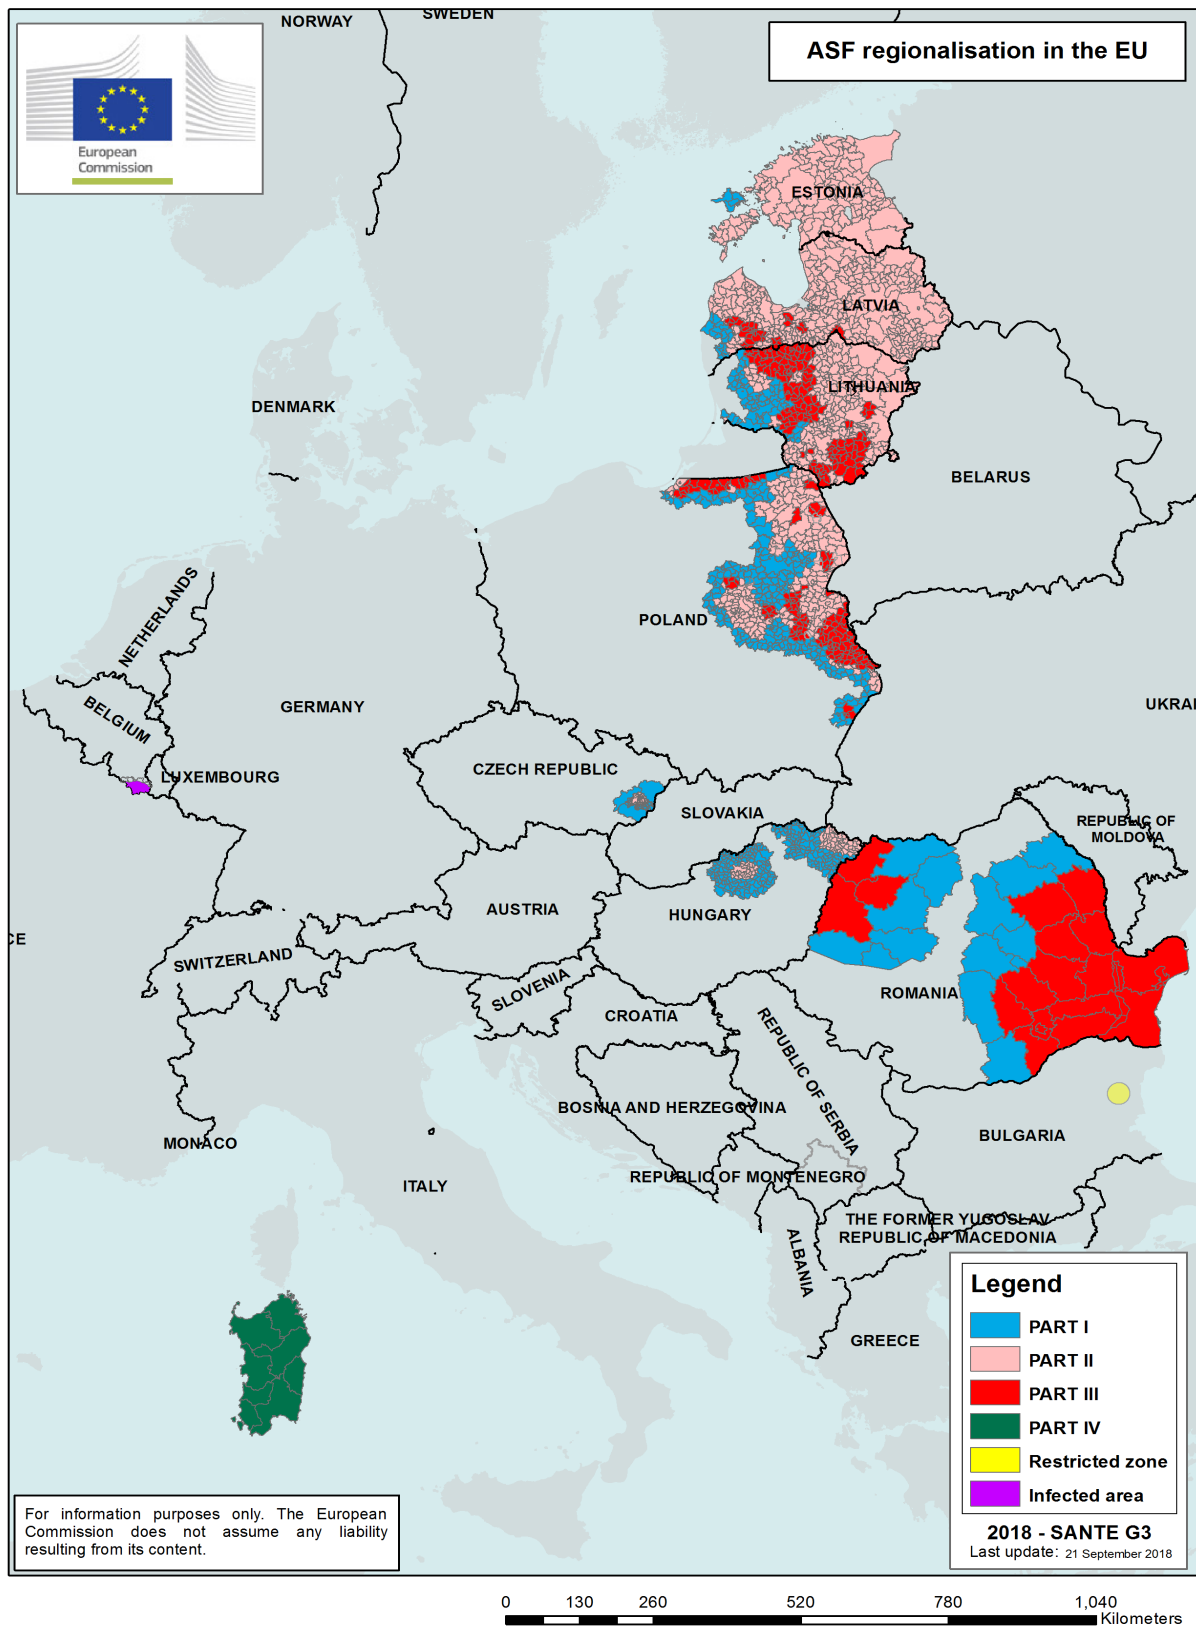 NORWAY
SWEDEN
ASF regionalisation in the EU
European
Commission
ESTONIA
LATVIA
LITHUANIA
DENMARK
BELARUS
NETHERLANDS
POLAND
BELGIUM
GERMANY
UKRAI
LUXEMBOURG
CZECH REPUBLIC
SLOVAKIA
REPUBLIC OF
MOLDOVA
AUSTRIA
HUNGARY
CE
SWITZERLAND
SLOVENIA
ROMANIA
CROATIA
REPUBLIC OF SERBIA
BOSNIA AND HERZEGOVINA
MONACO
BULGARIA
ITALY
REPUBLIC OF MONTENEGRO
THE FORMER YUGOSLAV
REPUBLIC OF MACEDONIA
ALBANIA
GREECE
Legend
PART I
PART II
PART III
PART IV
Restricted zone
Infected area
2018 - SANTE G3
Last update: 21 September 2018
For information purposes only. The European
Commission does not assume any liability
resulting from its content.
0 130 260 520 780 1,040
Kilometers